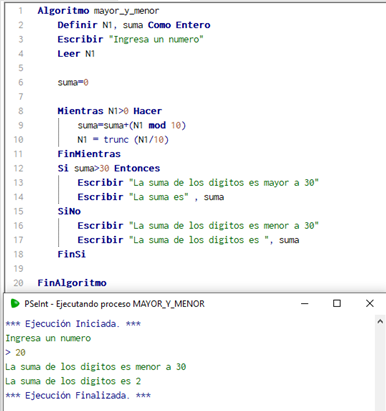 1 Algoritmo mayor_y_menor
2 Definir N1, suma Como Entero
3 Escribir "Ingresa un numero"
4 Leer N1
5
6 suma=0
7
8 Mientras N1>0 Hacer
9 suma=suma+(N1 mod 10)
10 N1 = trunc (N1/10)
11 FinMientras
12 Si suma>30 Entonces
13 Escribir "La suma de los digitos es mayor a 30"
14 Escribir "La suma es" , suma
15 SiNo
16 Escribir "La suma de los digitos es menor a 30"
17 Escribir "La suma de los digitos es ", suma
18 FinSi
19
20 FinAlgoritmo
PSeInt - Ejecutando proceso MAYOR_Y_MENOR
*** Ejecución Iniciada. ***
Ingresa un numero
> 20
La suma de los digitos es menor a 30
La suma de los digitos es 2
*** Ejecución Finalizada. ***